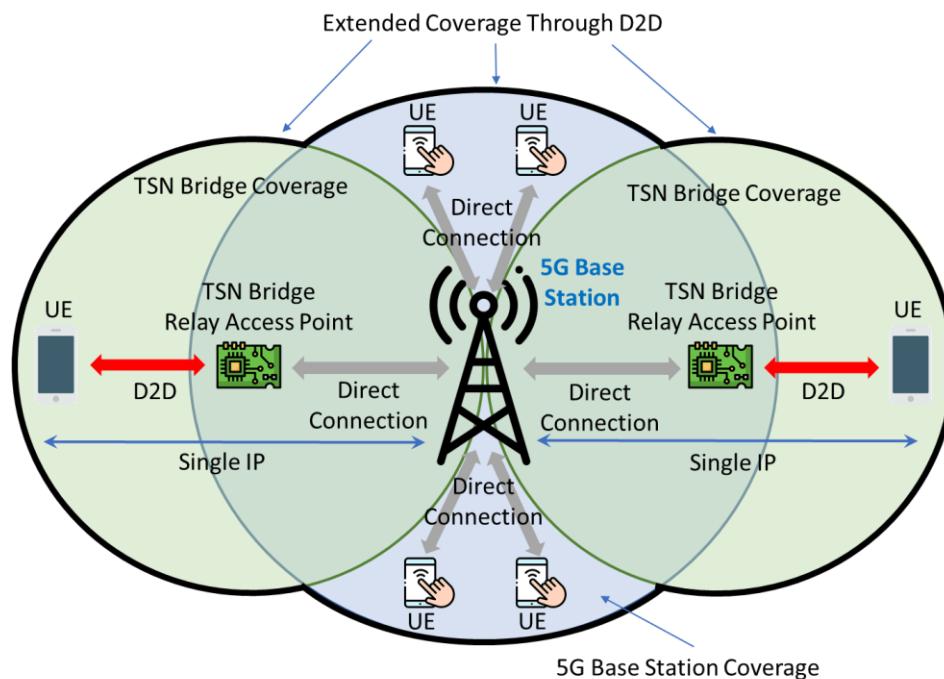 Extended Coverage Through D2D
UE
UE
TSN Bridge Coverage
TSN Bridge Coverage
Direct
Connection
5G Base
Station
UE
TSN Bridge
Relay Access Point
TSN Bridge
Relay Access Point
UE
D2D
Direct
Connection
Direct
Connection
D2D
Single IP
Single IP
Direct
Connection
UE
UE
5G Base Station Coverage